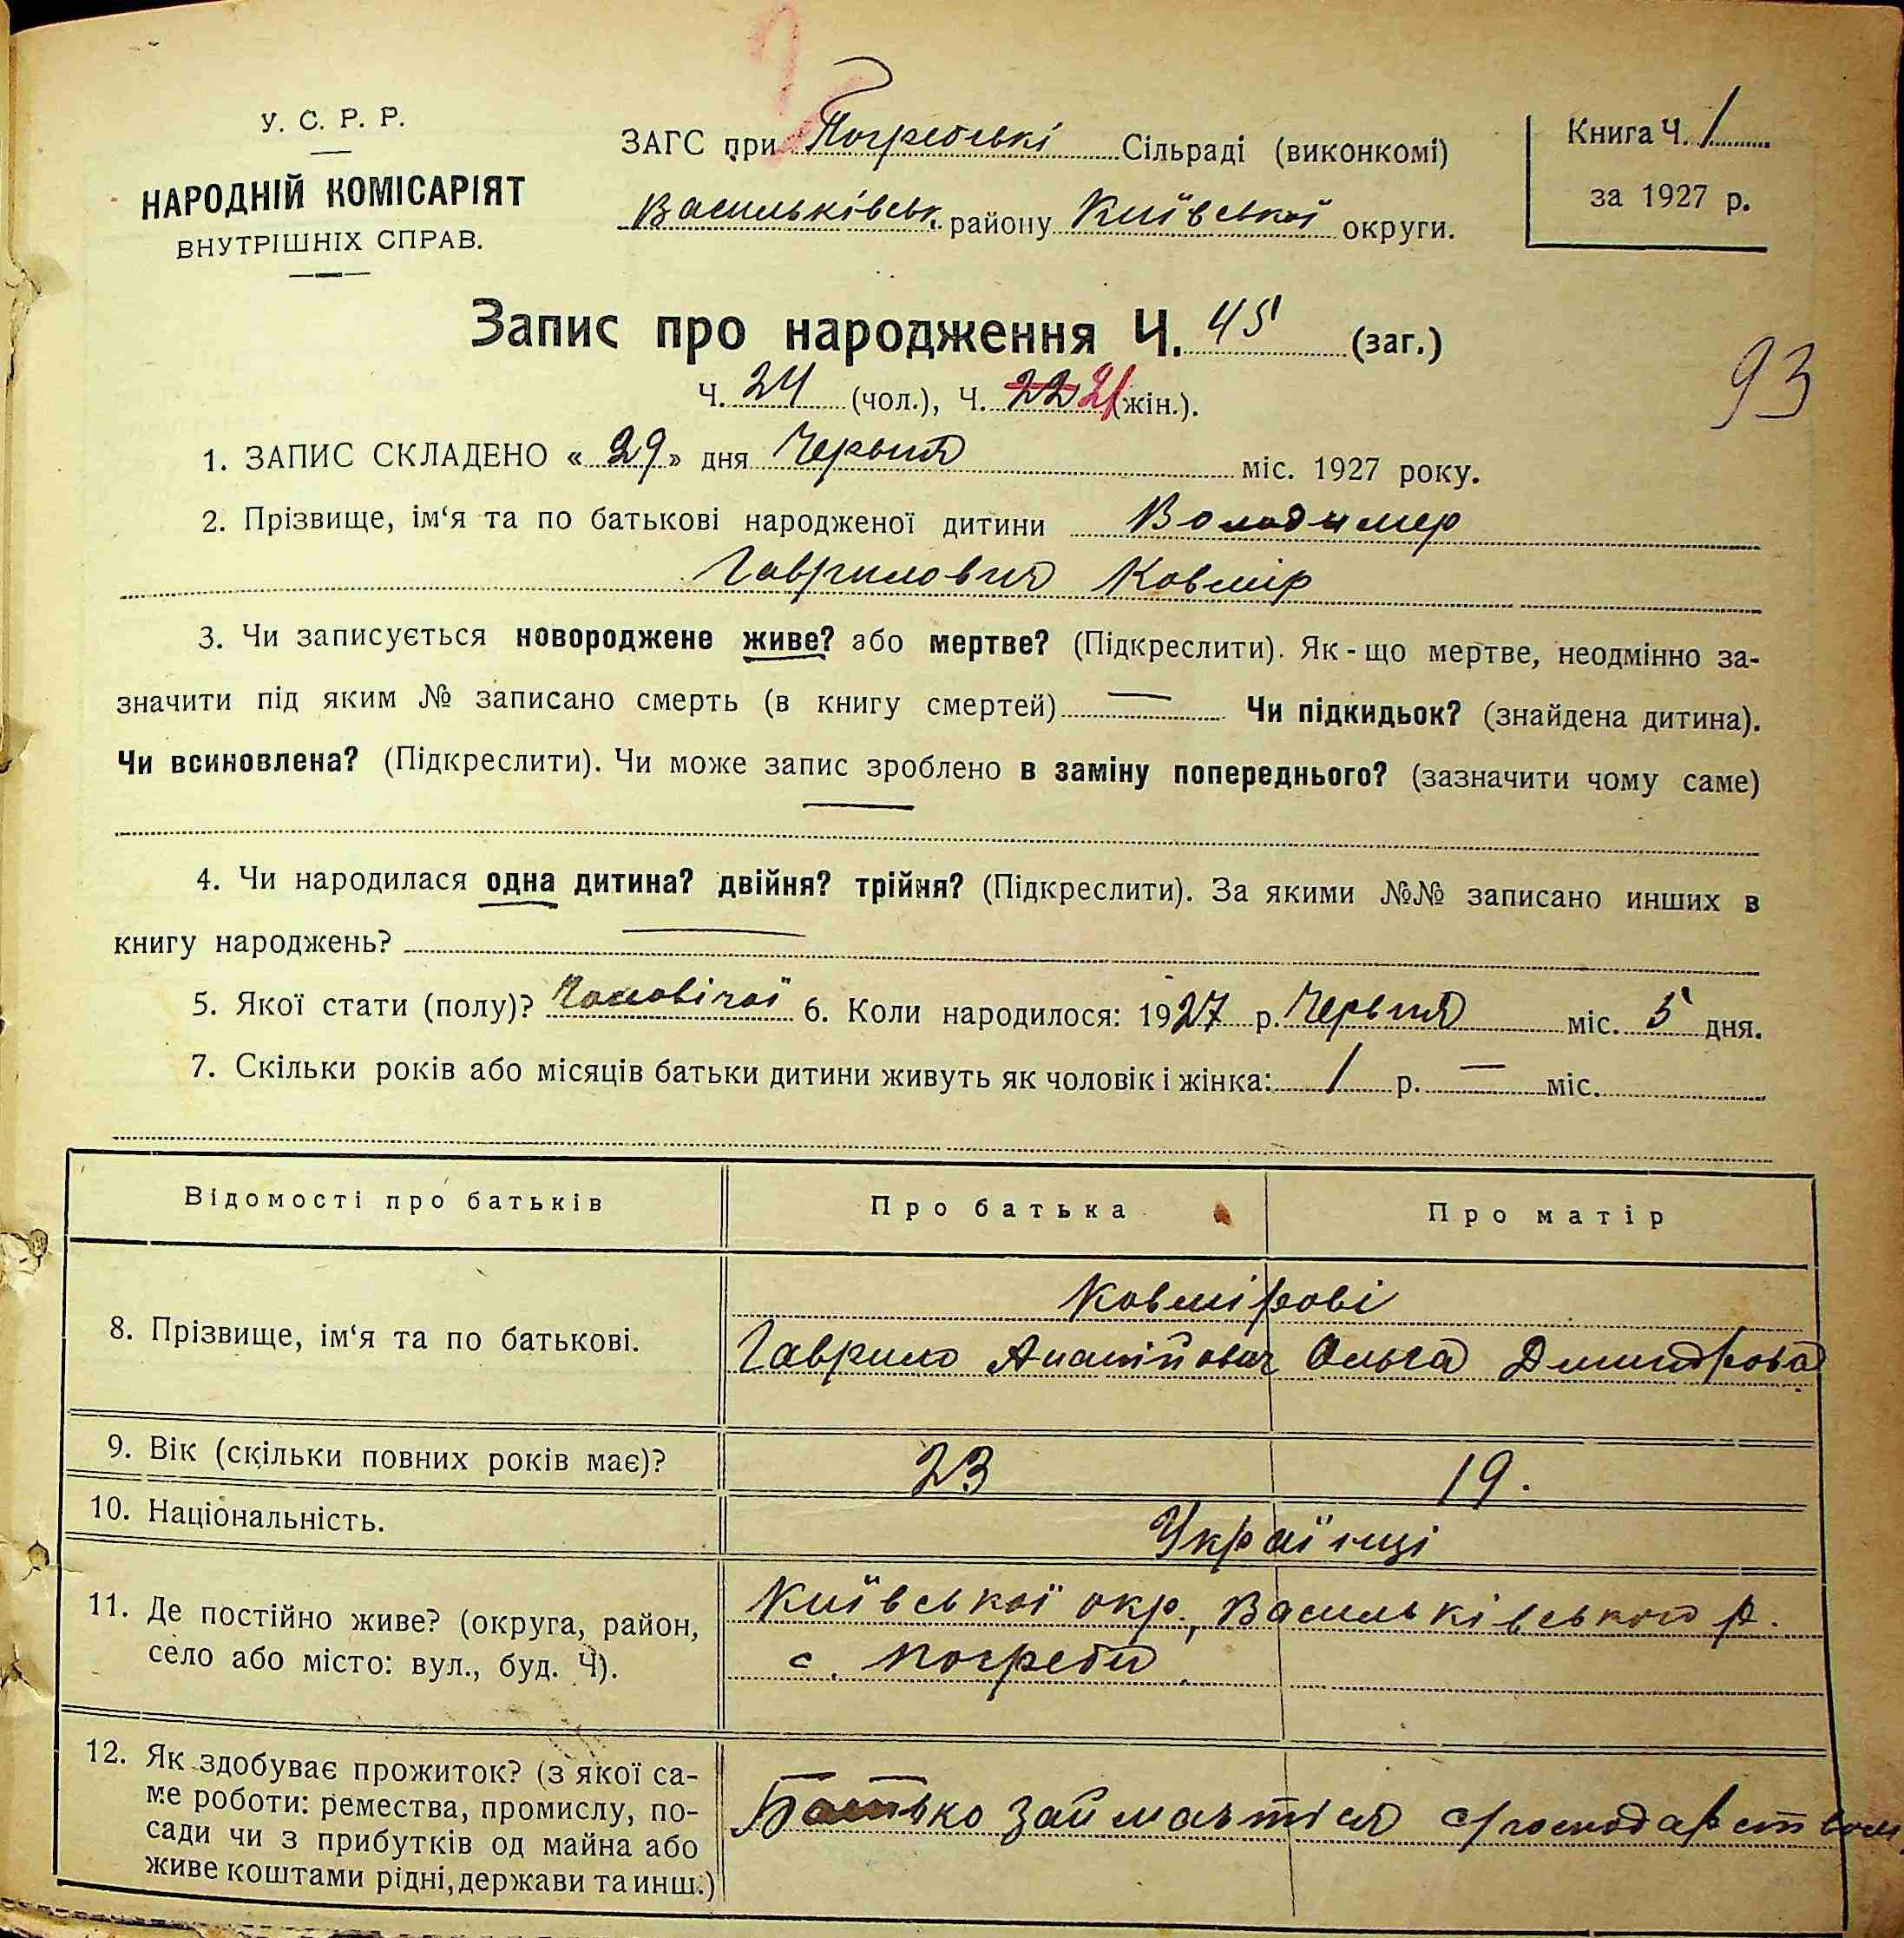 У. С. Р. Р.
НАРОДНІЙ КОМІСАРІЯТ
ВНУТРІШНІХ СПРАВ.
ЗАГС при Погребські Сільраді (виконкомі)
Васильківськ. району Київської округи.
Книга Ч. 1
за 1927 р.
Запис про народження Ч. 45 (заг.)
93
Ч. 24 (чол.), Ч. 22 21 (жін.).
1. ЗАПИС СКЛАДЕНО « 29 » дня Червня міс. 1927 року.
2. Прізвище, ім‘я та по батькові народженої дитини Володимер
Гаврилович Ковмір
3. Чи записується новороджене живе? або мертве? (Підкреслити). Як-що мертве, неодмінно за-
значити під яким № записано смерть (в книгу смертей) — Чи підкидьок? (знайдена дитина).
Чи всиновлена? (Підкреслити). Чи може запис зроблено в заміну попереднього? (зазначити чому саме)
—
4. Чи народилася одна дитина? двійня? трійня? (Підкреслити). За якими №№ записано инших в
книгу народжень? —
5. Якої стати (полу)? Чоловічої 6. Коли народилося: 1927 р. Червня міс. 5 дня.
7. Скільки років або місяців батьки дитини живуть як чоловік і жінка: 1 р. — міс.
Відомості про батьків Про батька Про матір
Ковмірові
8. Прізвище, ім‘я та по батькові. Гаврило Ольга
9. Вік (скільки повних років має)? 23 19.
10. Національність. Українці
11. Де постійно живе? (округа, район,
село або місто: вул., буд. Ч).
Київської окр., Васильківського р.
с. Погреби.
12. Як здобуває прожиток? (з якої са-
ме роботи: ремества, промислу, по-
сади чи з прибутків од майна або
живе коштами рідні, держави та инш.)
Батько займаться